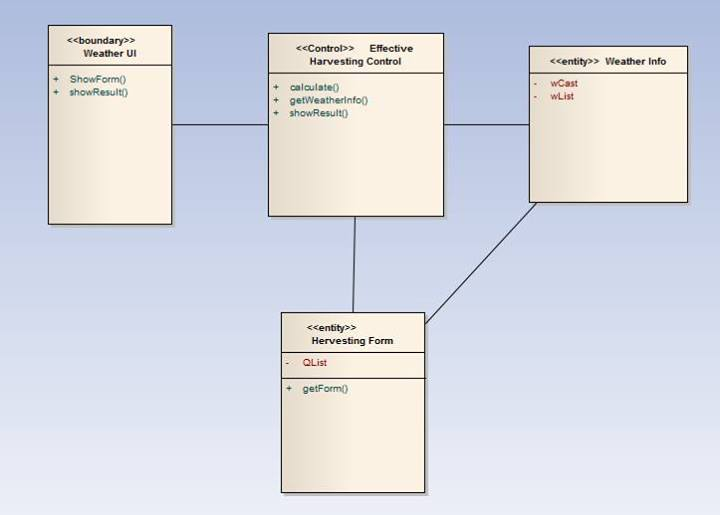 <<boundary>>
Weather UI
+ ShowForm()
+ showResult()
<<Control>> Effective
Harvesting Control
+ calculate()
+ getWeatherInfo()
+ showResult()
<<entity>> Weather Info
- wCast
- wList
<<entity>>
Hervesting Form
- QList
+ getForm()